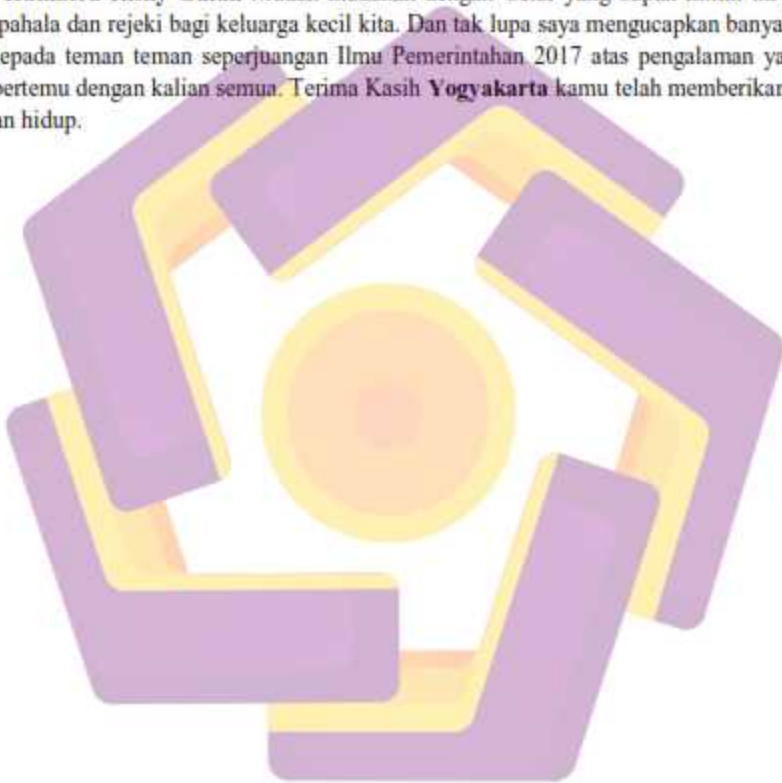 pahala dan rejeki bagi keluarga kecil kita. Dan tak lupa saya mengucapkan banya
epada teman teman seperjuangan Ilmu Pemerintahan 2017 atas pengalaman ya
bertemu dengan kalian semua. Terima Kasih Yogyakarta kamu telah memberikan
an hidup.